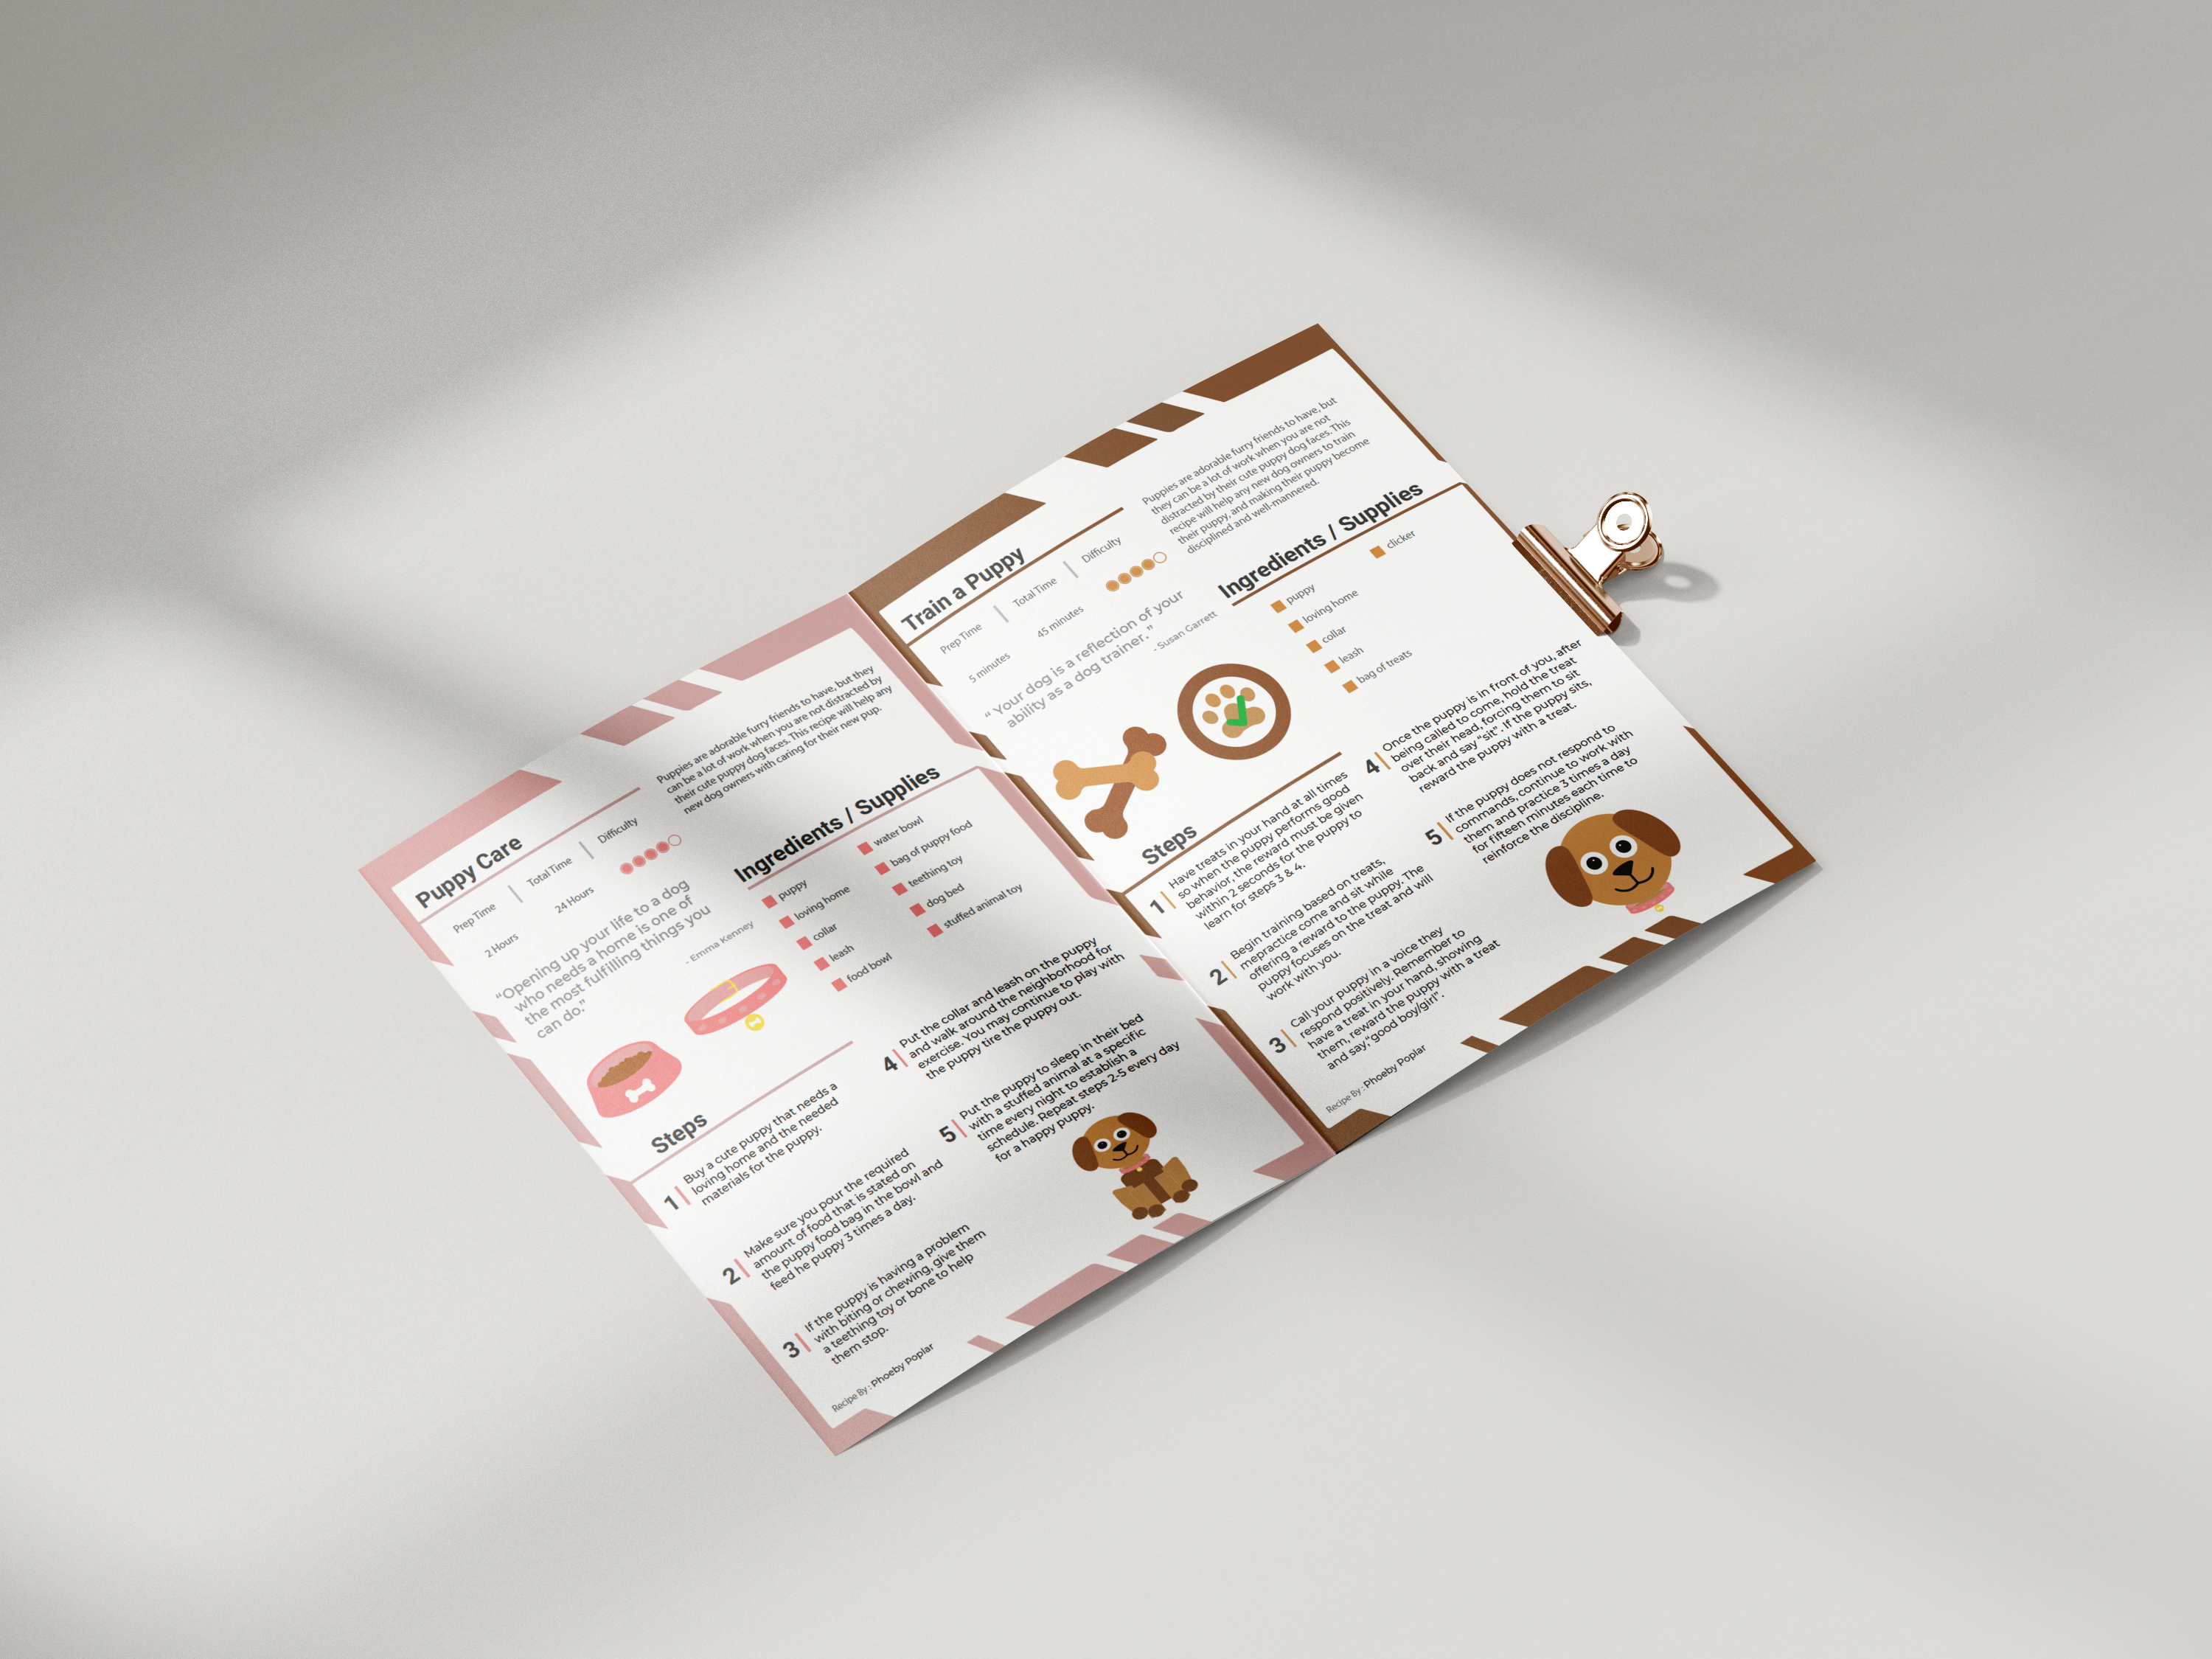 Puppy Care
Prep Time
Total Time
Difficulty
2 Hours
24 Hours
“Opening up your life to a dog
who needs a home is one of
the most fulfilling things you
can do.”
- Emma Kenney
Puppies are adorable furry friends to have, but they
can be a lot of work when you are not distracted by
their cute puppy dog faces. This recipe will help any
new dog owners with caring for their new pup.
Ingredients / Supplies
puppy
loving home
collar
leash
food bowl
water bowl
bag of puppy food
teething toy
dog bed
stuffed animal toy
Steps
1
Buy a cute puppy that needs a
loving home and the needed
materials for the puppy.
2
Make sure you pour the required
amount of food that is stated on
the puppy food bag in the bowl and
feed he puppy 3 times a day.
3
If the puppy is having a problem
with biting or chewing, give them
a teething toy or bone to help
them stop.
4
Put the collar and leash on the puppy
and walk around the neighborhood for
exercise. You may continue to play with
the puppy tire the puppy out.
5
Put the puppy to sleep in their bed
with a stuffed animal at a specific
time every night to establish a
schedule. Repeat steps 2-5 every day
for a happy puppy.
Recipe By : Phoeby Poplar
Train a Puppy
Prep Time
Total Time
Difficulty
5 minutes
45 minutes
“ Your dog is a reflection of your
ability as a dog trainer.”
- Susan Garrett
Puppies are adorable furry friends to have, but
they can be a lot of work when you are not
distracted by their cute puppy dog faces. This
recipe will help any new dog owners to train
their puppy, and making their puppy become
disciplined and well-mannered.
Ingredients / Supplies
puppy
loving home
collar
leash
bag of treats
clicker
Steps
1
Have treats in your hand at all times
so when the puppy performs good
behavior, the reward must be given
within 2 seconds for the puppy to
learn for steps 3 & 4.
2
Begin training based on treats,
mepractice come and sit while
offering a reward to the puppy. The
puppy focuses on the treat and will
work with you.
3
Call your puppy in a voice they
respond positively. Remember to
have a treat in your hand, showing
them, reward the puppy with a treat
and say,“good boy/girl”.
4
Once the puppy is in front of you, after
being called to come, hold the treat
over their head, forcing them to sit
back and say “sit”. If the puppy sits,
reward the puppy with a treat.
5
If the puppy does not respond to
commands, continue to work with
them and practice 3 times a day
for fifteen minutes each time to
reinforce the discipline.
Recipe By : Phoeby Poplar